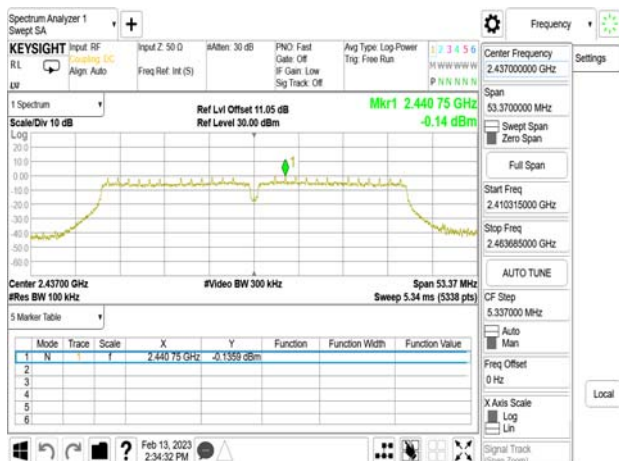 Spectrum Analyzer 1
Swept SA
Frequency
Settings
KEYSIGHT
RL
Input: RF
Coupling: DC
Align: Auto
Input Z: 50 Ω
Freq Ref: Int (S)
#Atten: 30 dB
PNO: Fast
Gate: Off
IF Gain: Low
Sig Track: Off
Avg Type: Log-Power
Trig: Free Run
1 2 3 4 5 6
M W W W W W
P N N N N N
1 Spectrum
Scale/Div 10 dB
Log
Ref Lvl Offset 11.05 dB
Ref Level 30.00 dBm
Mkr1 2.440 75 GHz
-0.14 dBm
20.0
10.0
0.00
-10.0
-20.0
-30.0
-40.0
-50.0
-60.0
1
Center 2.43700 GHz
#Res BW 100 kHz
#Video BW 300 kHz
Span 53.37 MHz
Sweep 5.34 ms (5338 pts)
5 Marker Table
Mode Trace Scale X Y Function Function Width Function Value
1 N 1 f 2.440 75 GHz -0.1359 dBm
2
3
4
5
6
Feb 13, 2023
2:34:32 PM
Center Frequency
2.437000000 GHz
Span
53.3700000 MHz
Swept Span
Zero Span
Full Span
Start Freq
2.410315000 GHz
Stop Freq
2.463685000 GHz
AUTO TUNE
CF Step
5.337000 MHz
Auto
Man
Freq Offset
0 Hz
X Axis Scale
Log
Lin
Signal Track
(Span Zoom)
Local